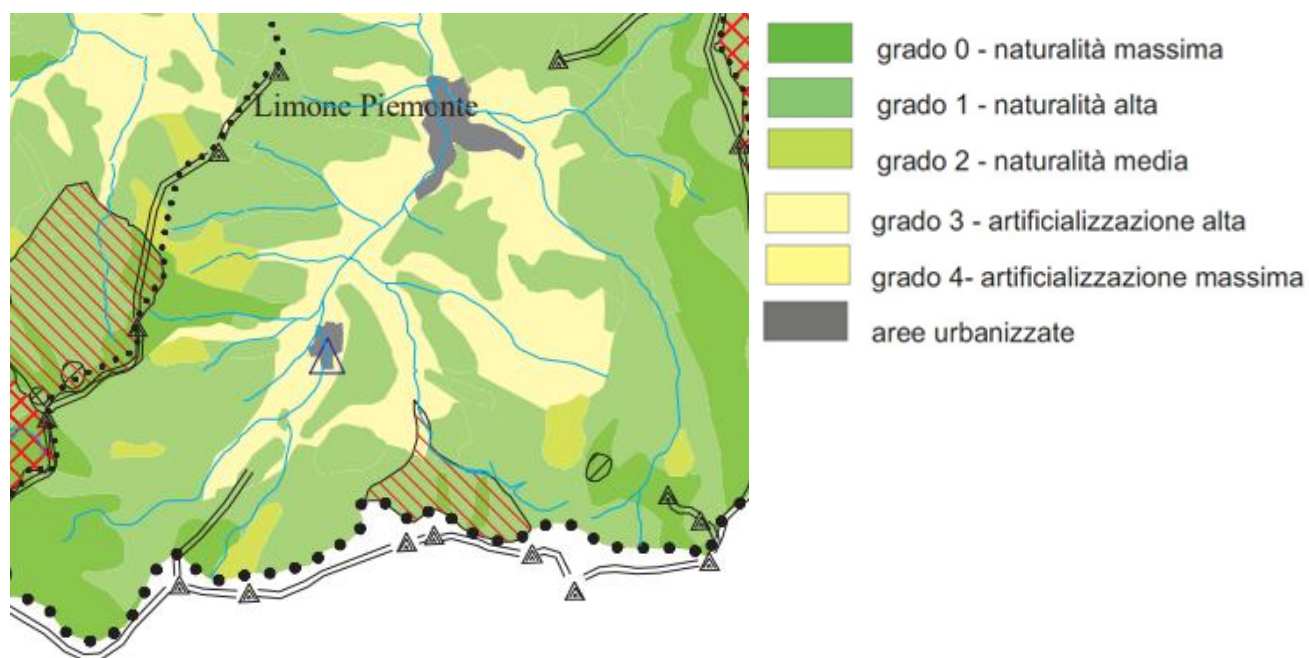 Limone Piemonte
grado 0 - naturalità massima
grado 1 - naturalità alta
grado 2 - naturalità media
grado 3 - artificializzazione alta
grado 4- artificializzazione massima
aree urbanizzate